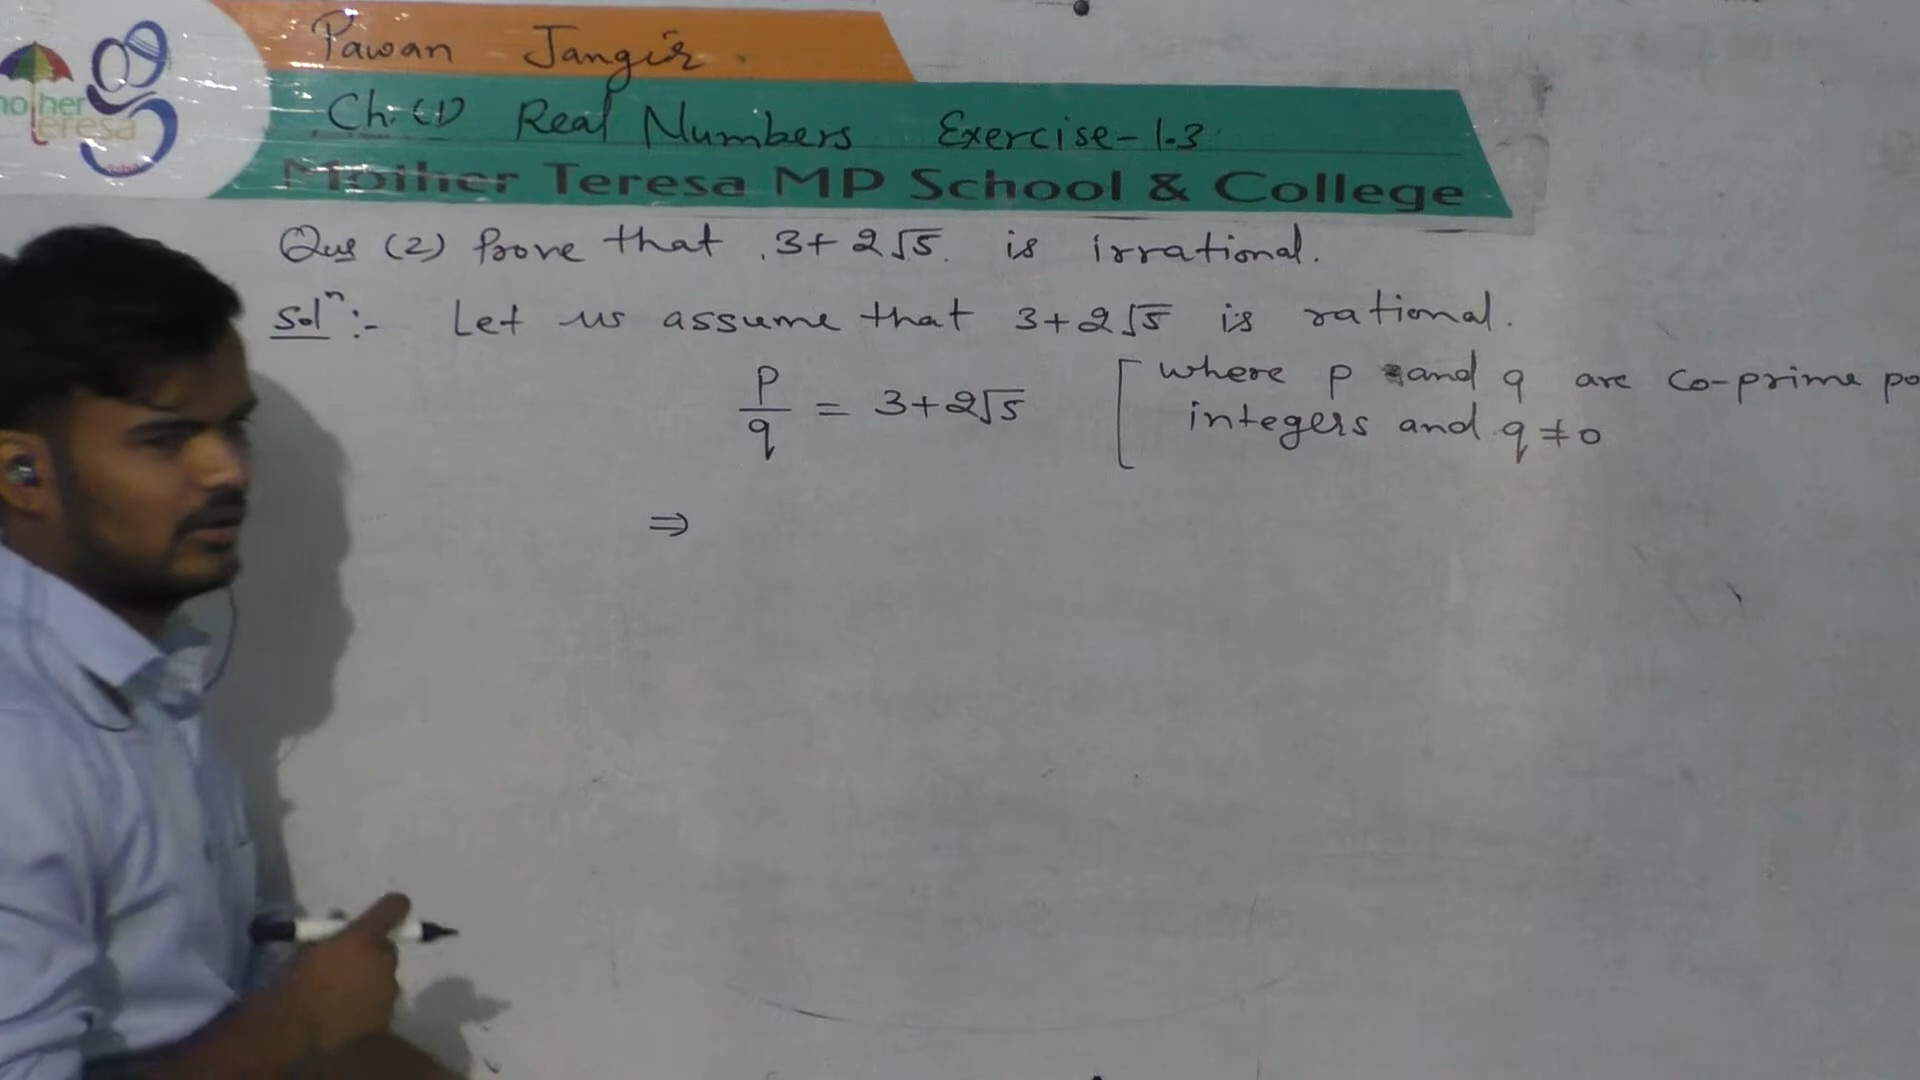 Pawan Jangir.
mother
teresa
Ch. (1) Real Numbers Exercise-1.3
Mother Teresa MP School & College
Ques (2) Prove that 3+2√5 is irrational.
Solⁿ:- Let us assume that 3+2√5 is rational.
p/q = 3+2√5 [where p and q are co-prime po
integers and q≠0
⇒